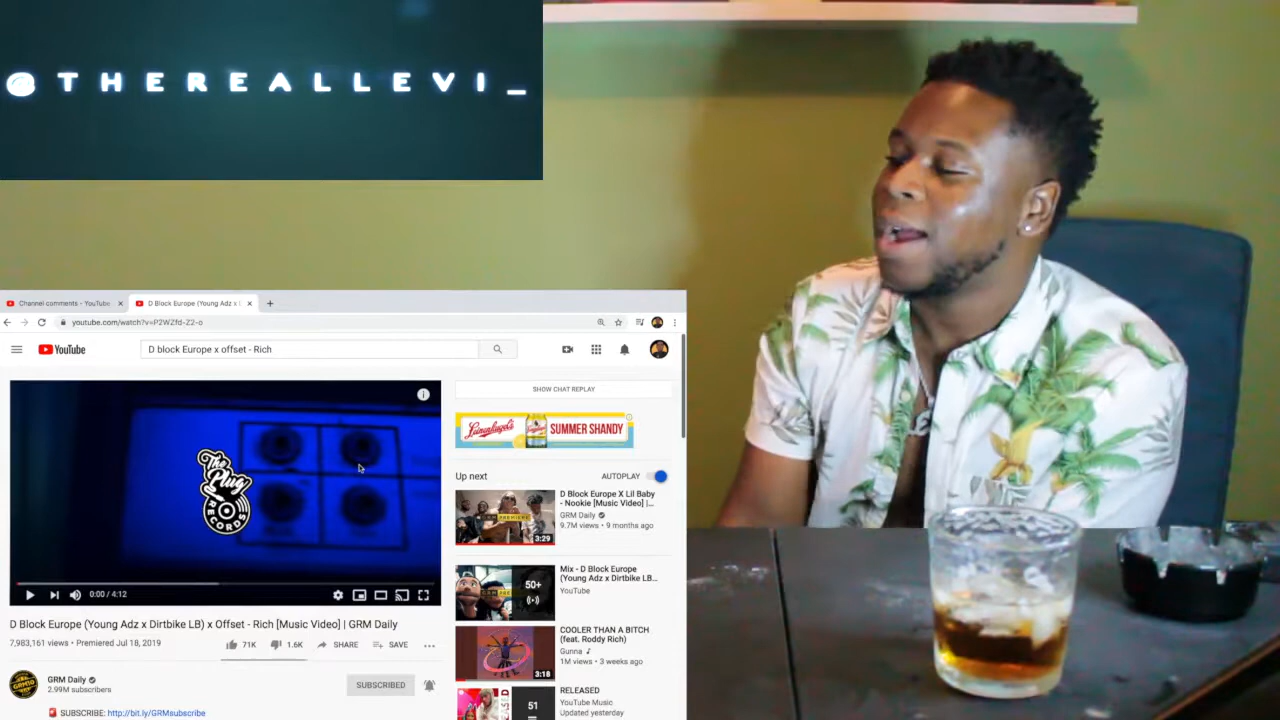 @THEREALLEVI_
Channel comments - YouTube
D Block Europe (Young Adz x
youtube.com/watch?v=P2WZfd-Z2-o
YouTube
D block Europe x offset - Rich
SHOW CHAT REPLAY
Leinenkugel's
SUMMER SHANDY
The Plug
RECORDS
0:00 / 4:12
Up next
AUTOPLAY
D Block Europe X Lil Baby
- Nookie [Music Video] |...
GRM Daily
9.7M views • 9 months ago
3:29
Mix - D Block Europe
(Young Adz x Dirtbike LB...
YouTube
50+
COOLER THAN A BITCH
(feat. Roddy Rich)
Gunna
1M views • 3 weeks ago
3:18
RELEASED
YouTube Music
Updated yesterday
51
D Block Europe (Young Adz x Dirtbike LB) x Offset - Rich [Music Video] | GRM Daily
7,983,161 views • Premiered Jul 18, 2019
71K
1.6K
SHARE
SAVE
GRM Daily
2.99M subscribers
SUBSCRIBED
SUBSCRIBE: http://bit.ly/GRMsubscribe